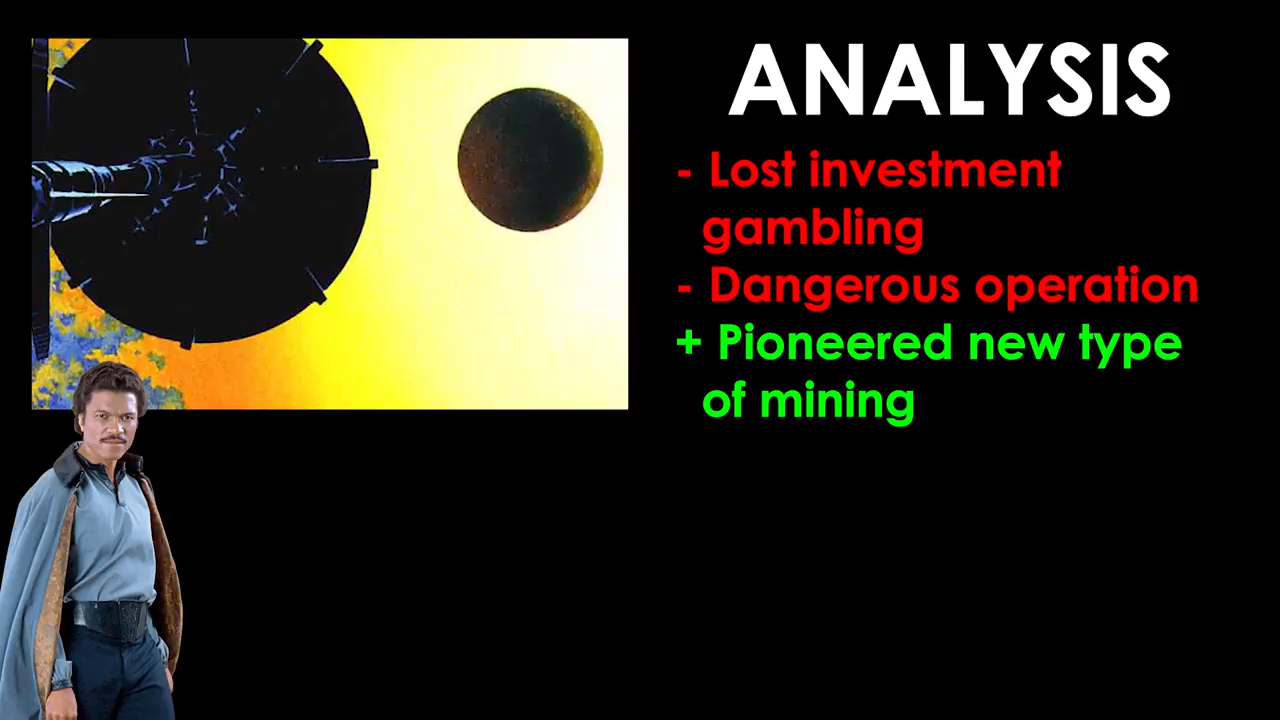 ANALYSIS
- Lost investment
gambling
- Dangerous operation
+ Pioneered new type
of mining